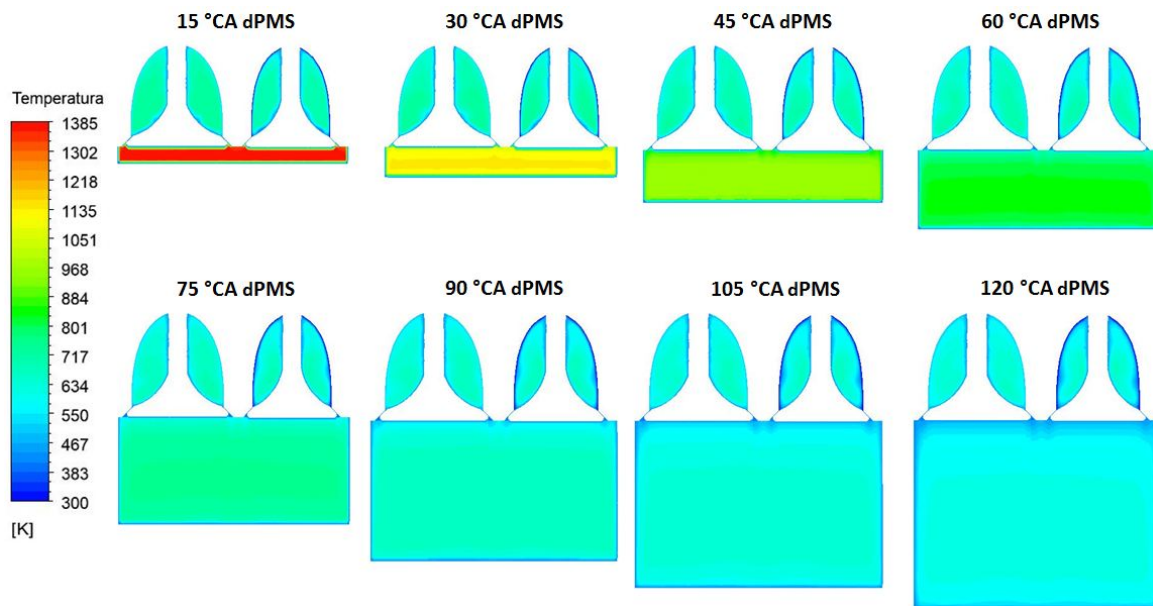 15 °CA dPMS
30 °CA dPMS
45 °CA dPMS
60 °CA dPMS
Temperatura
1385
1302
1218
1135
1051
968
884
801
717
634
550
467
383
300
[K]
75 °CA dPMS
90 °CA dPMS
105 °CA dPMS
120 °CA dPMS